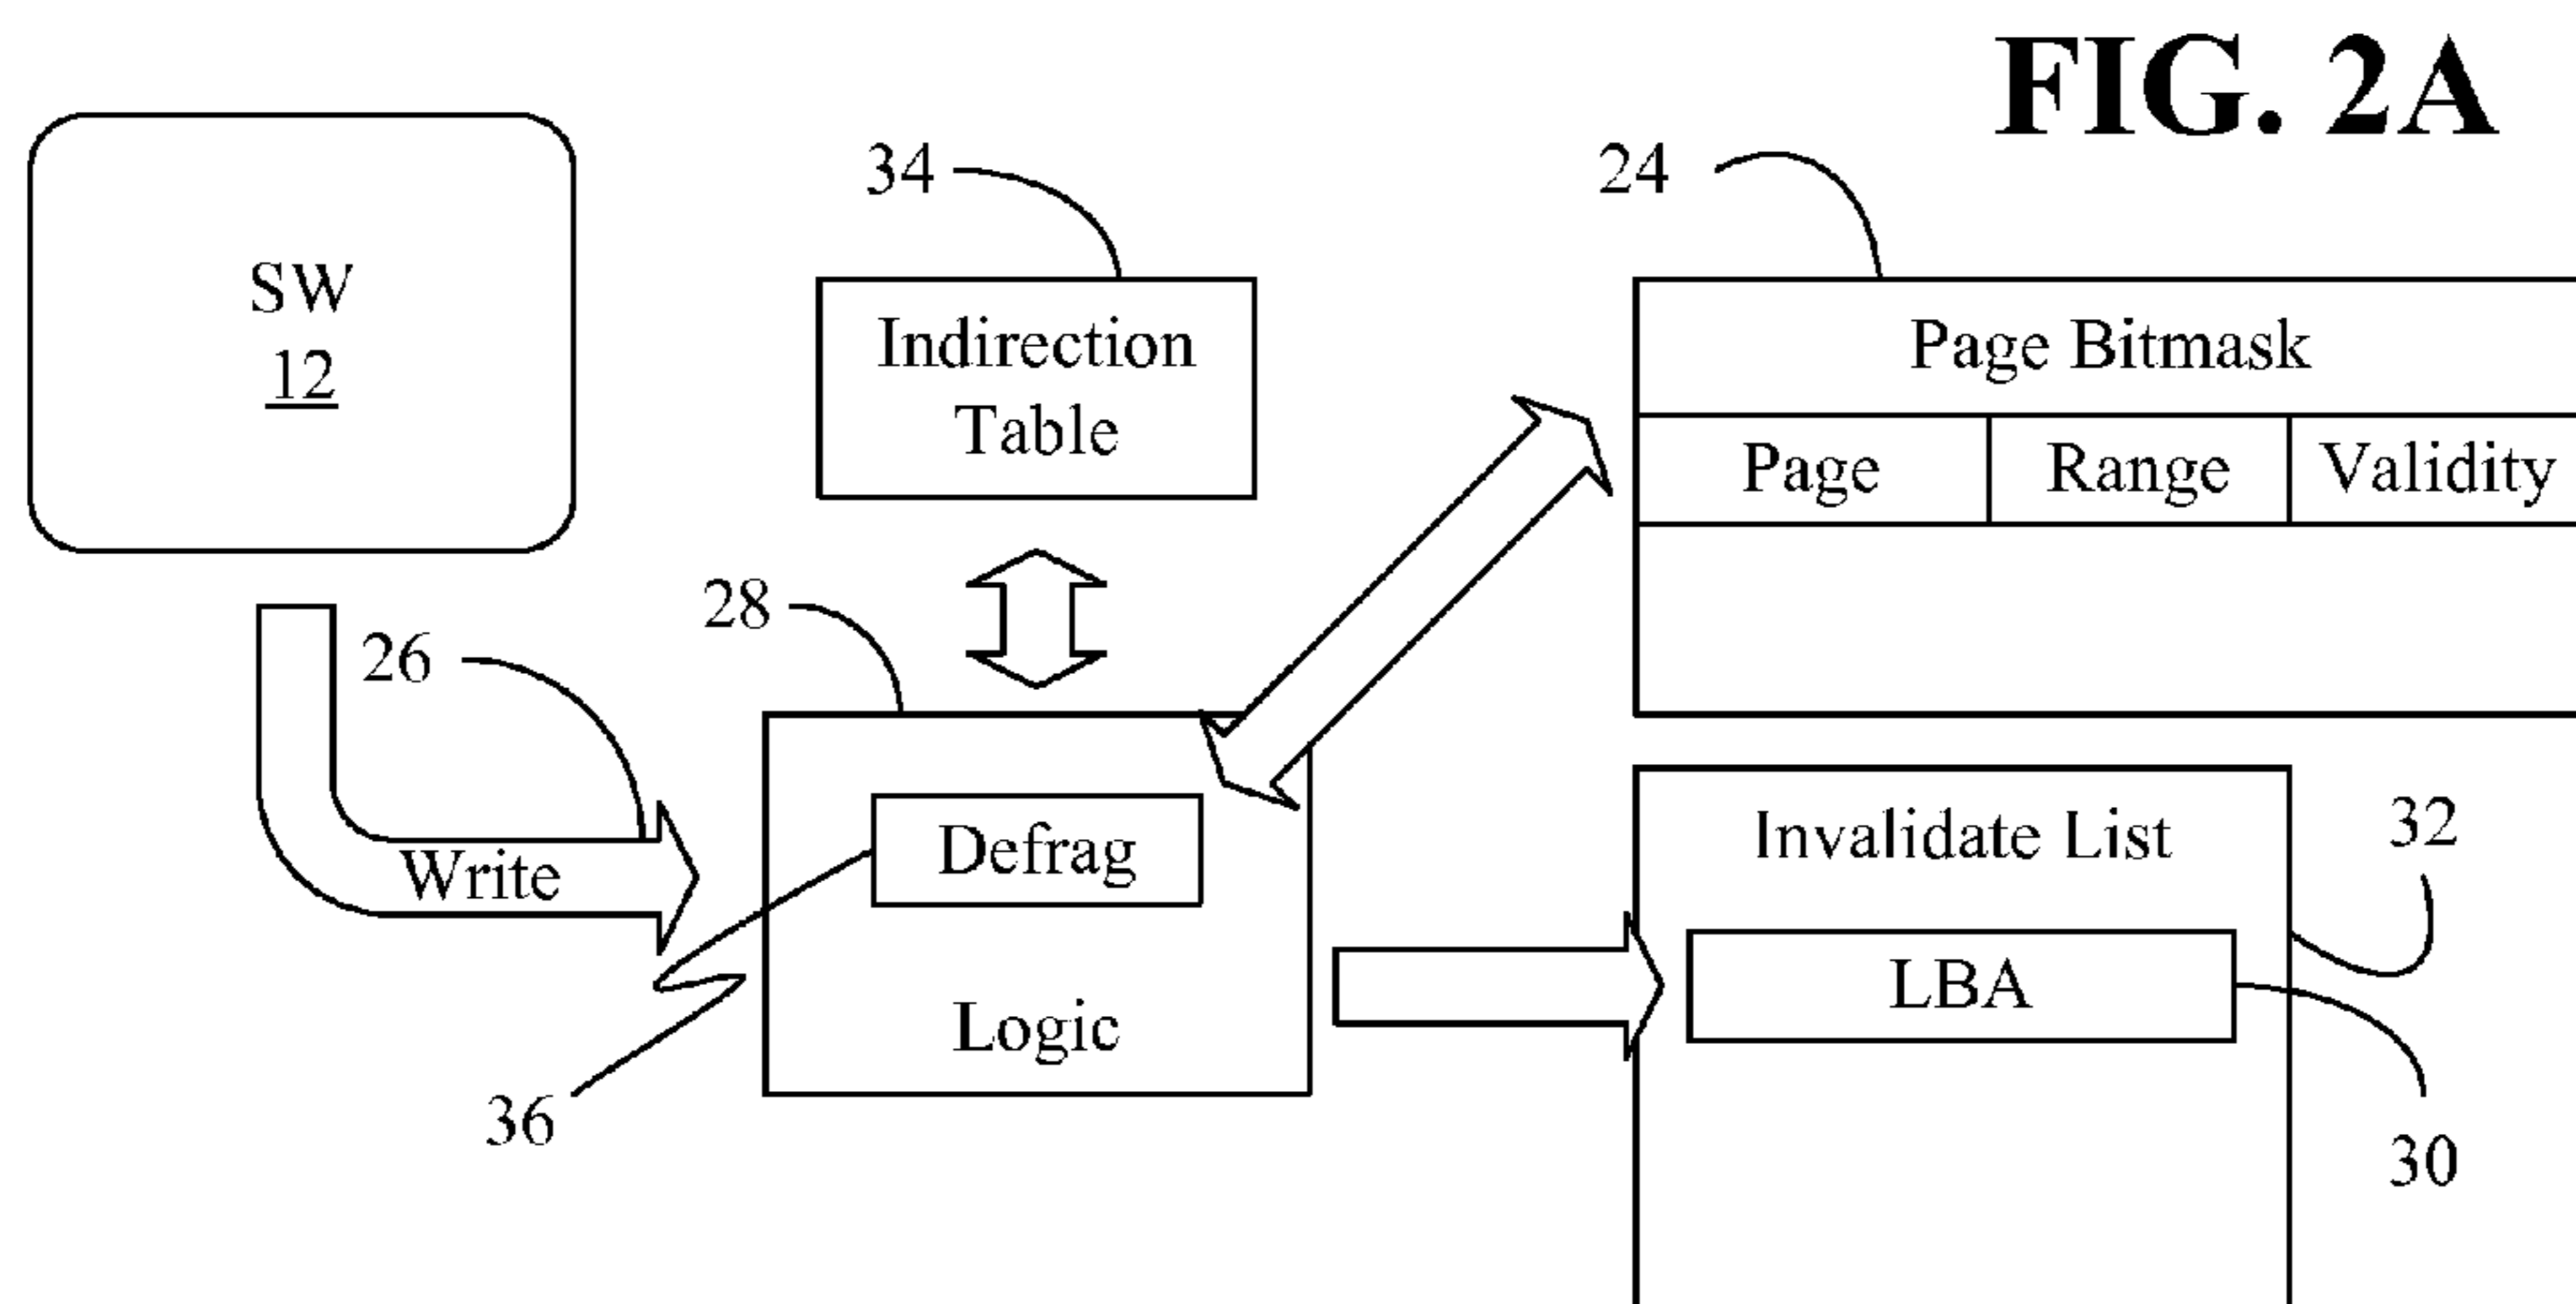 FIG. 2A
SW
12
34
Indirection
Table
24
Page Bitmask
Page Range Validity
28
26
Write
Defrag
Logic
36
Invalidate List
LBA
32
30